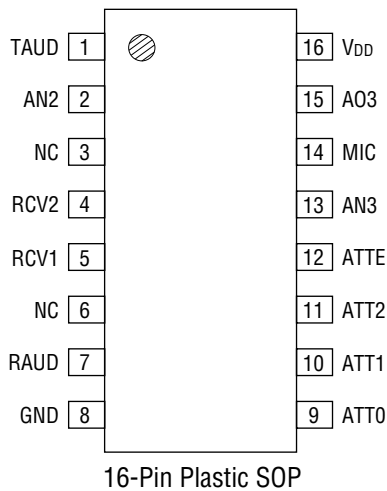 TAUD 1 16 VDD
AN2 2 15 AO3
NC 3 14 MIC
RCV2 4 13 AN3
RCV1 5 12 ATTE
NC 6 11 ATT2
RAUD 7 10 ATT1
GND 8 9 ATT0
16-Pin Plastic SOP